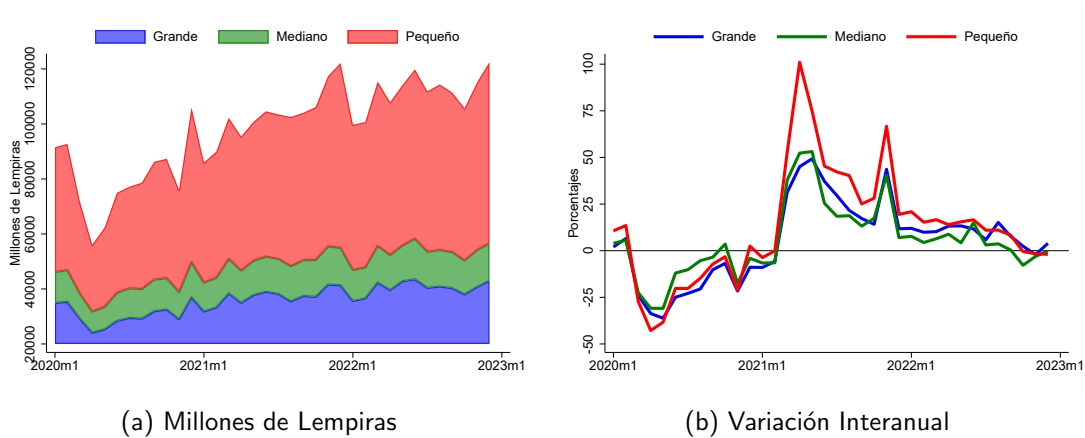 Grande Mediano Pequeño
Millones de Lempiras
120000
100000
80000
60000
40000
20000
2020m1 2021m1 2022m1 2023m1
(a) Millones de Lempiras
Grande Mediano Pequeño
Porcentajes
100
75
50
25
0
-25
-50
2020m1 2021m1 2022m1 2023m1
(b) Variación Interanual